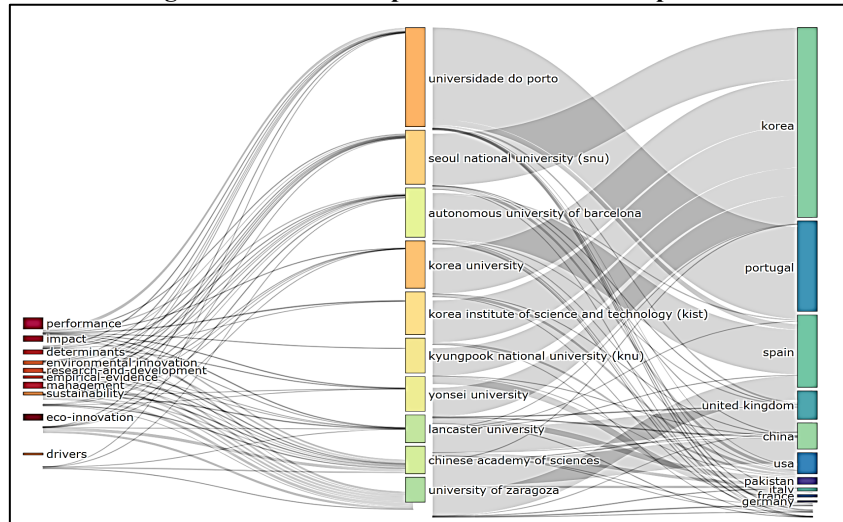 performance
impact
determinants
environmental innovation
research-and-development
empirical-evidence
management
sustainability
eco-innovation
drivers
universidade do porto
seoul national university (snu)
autonomous university of barcelona
korea university
korea institute of science and technology (kist)
kyungpook national university (knu)
yonsei university
lancaster university
chinese academy of sciences
university of zaragoza
korea
portugal
spain
united kingdom
china
usa
pakistan
italy
france
germany